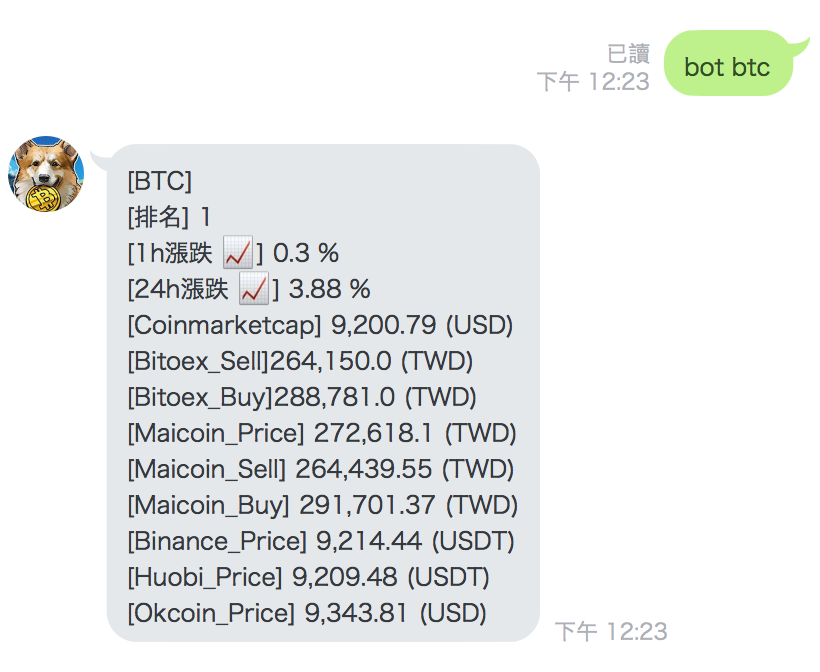 已讀
下午 12:23
bot btc
[BTC]
[排名] 1
[1h漲跌 📈] 0.3 %
[24h漲跌 📈] 3.88 %
[Coinmarketcap] 9,200.79 (USD)
[Bitoex_Sell]264,150.0 (TWD)
[Bitoex_Buy]288,781.0 (TWD)
[Maicoin_Price] 272,618.1 (TWD)
[Maicoin_Sell] 264,439.55 (TWD)
[Maicoin_Buy] 291,701.37 (TWD)
[Binance_Price] 9,214.44 (USDT)
[Huobi_Price] 9,209.48 (USDT)
[Okcoin_Price] 9,343.81 (USD)
下午 12:23